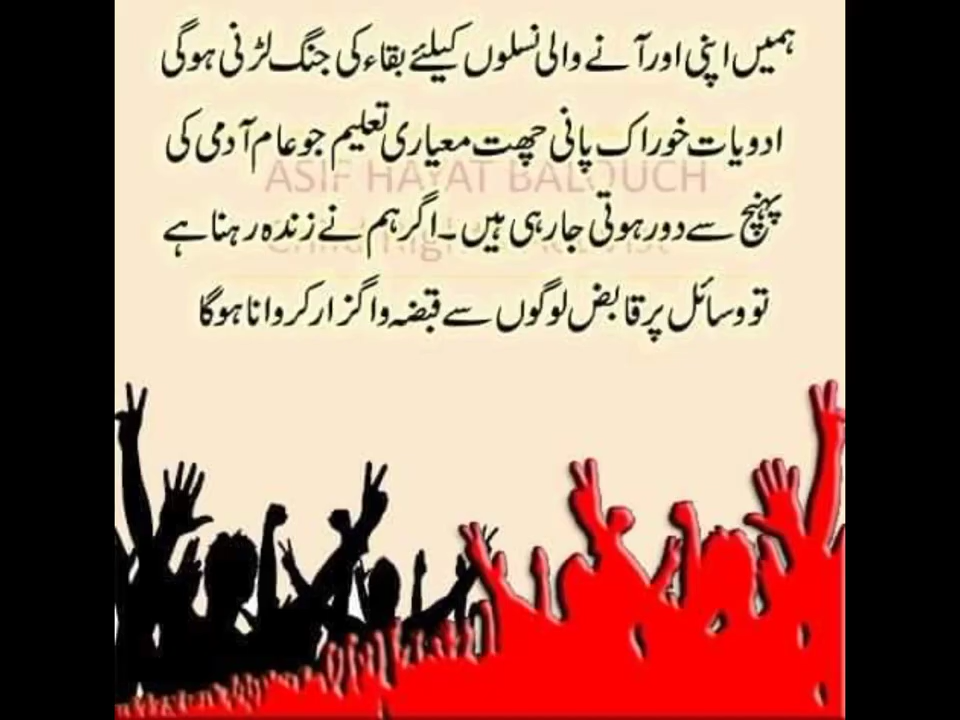 ہمیں اپنی اور آنے والی نسلوں کیلئے بقاء کی جنگ لڑنی ہوگی
ادویات خوراک پانی چھت معیاری تعلیم جو عام آدمی کی
ASIF HAYAT BALOUCH
پہنچ سے دور ہوتی جارہی ہیں۔ اگر ہم نے زندہ رہنا ہے
تو وسائل پر قابض لوگوں سے قبضہ واگزار کروانا ہوگا